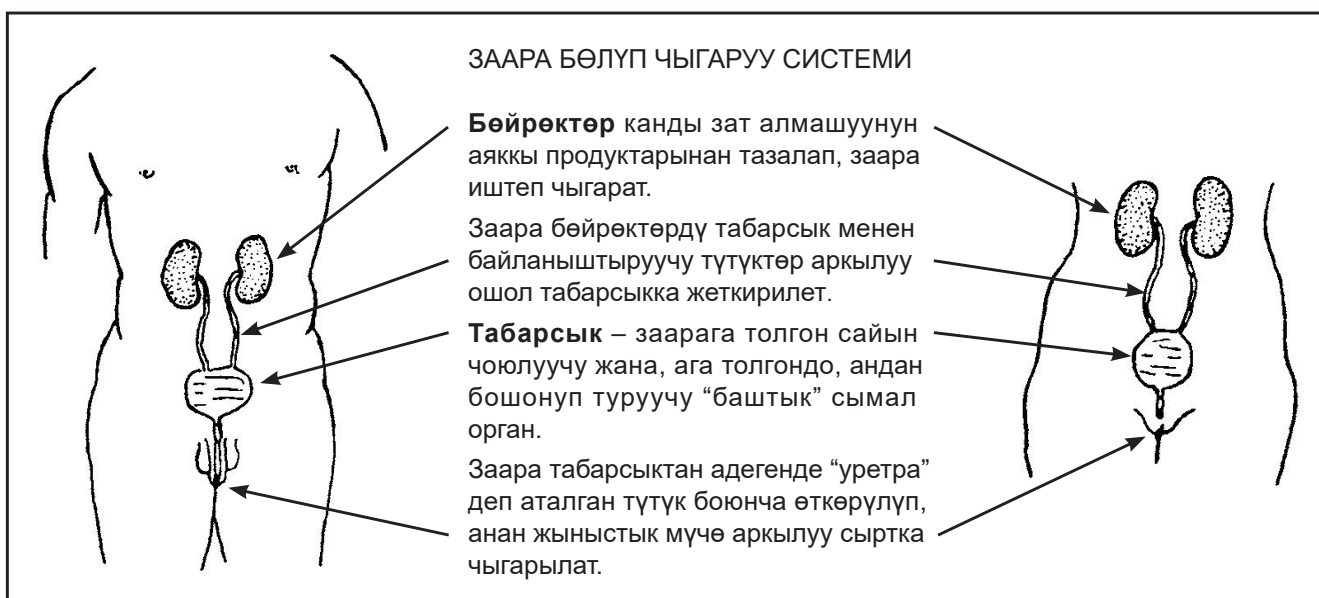 ЗААРА БӨЛҮП ЧЫГАРУУ СИСТЕМИ
Бөйрөктөр канды зат алмашуунун
аяккы продуктарынан тазалап, заара
иштеп чыгарат.
Заара бөйрөктөрдү табарсык менен
байланыштыруучу түтүктөр аркылуу
ошол табарсыкка жеткирилет.
Табарсык – заарага толгон сайын
чоюлуучу жана, ага толгондо, андан
бошонуп туруучу “баштык” сымал
орган.
Заара табарсыктан адегенде “уретра”
деп аталган түтүк боюнча өткөрүлүп,
анан жыныстык мүчө аркылуу сыртка
чыгарылат.